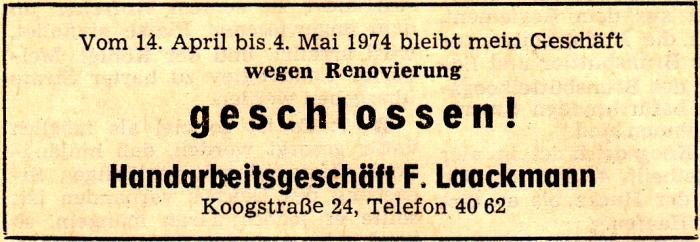 Vom 14. April bis 4. Mai 1974 bleibt mein Geschäft
wegen Renovierung
geschlossen!
Handarbeitsgeschäft F. Laackmann
Koogstraße 24, Telefon 40 62